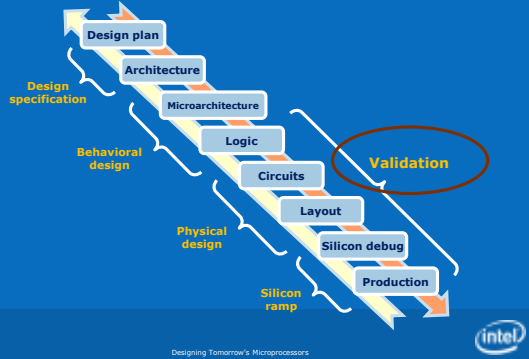 Design plan
Architecture
Design
specification
Microarchitecture
Logic
Behavioral
design
Validation
Circuits
Layout
Physical
design
Silicon debug
Production
Silicon
ramp
intel
Designing Tomorrow's Microprocessors